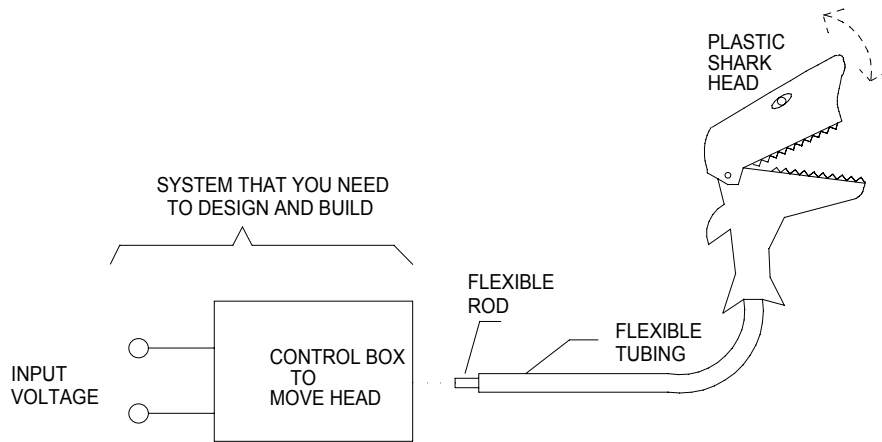 PLASTIC
SHARK
HEAD
SYSTEM THAT YOU NEED
TO DESIGN AND BUILD
FLEXIBLE
ROD
FLEXIBLE
TUBING
INPUT
VOLTAGE
CONTROL BOX
TO
MOVE HEAD